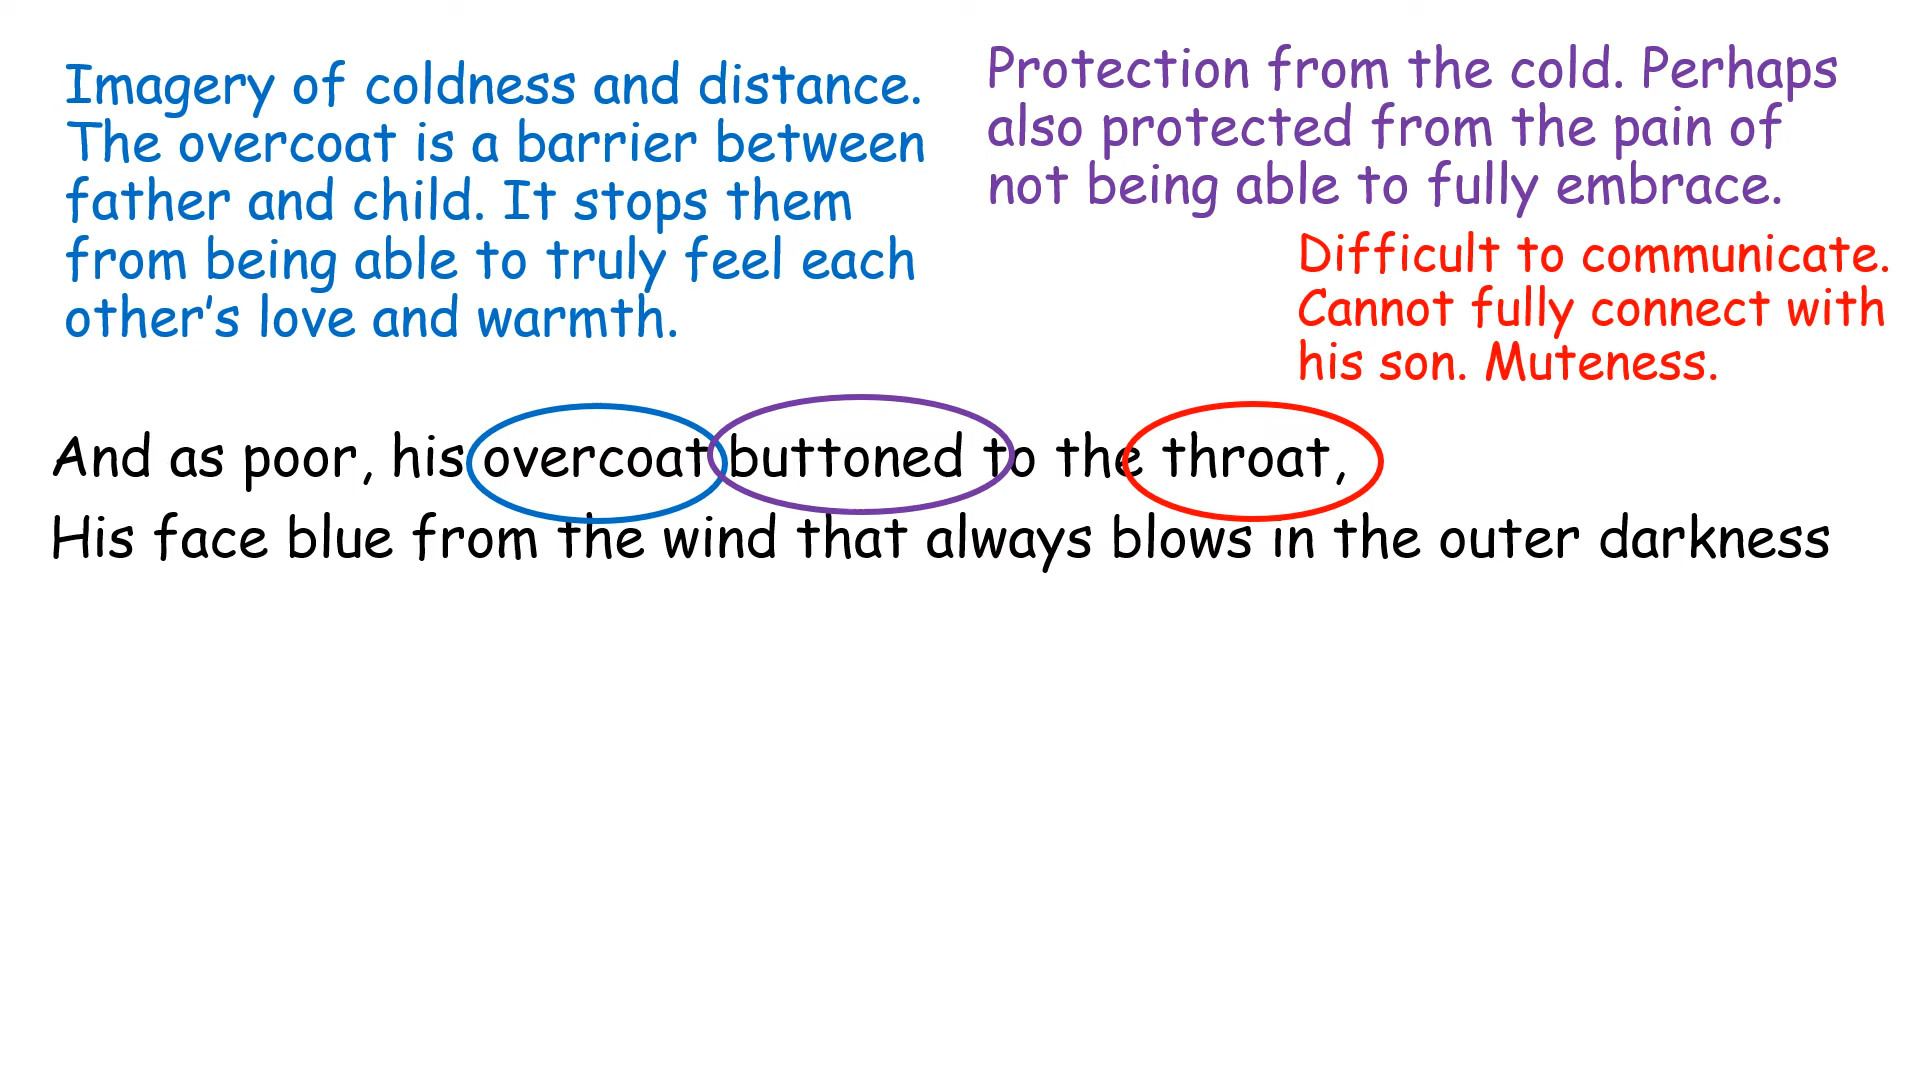 Imagery of coldness and distance.
The overcoat is a barrier between
father and child. It stops them
from being able to truly feel each
other's love and warmth.
Protection from the cold. Perhaps
also protected from the pain of
not being able to fully embrace.
Difficult to communicate.
Cannot fully connect with
his son. Muteness.
And as poor, his overcoat buttoned to the throat,
His face blue from the wind that always blows in the outer darkness